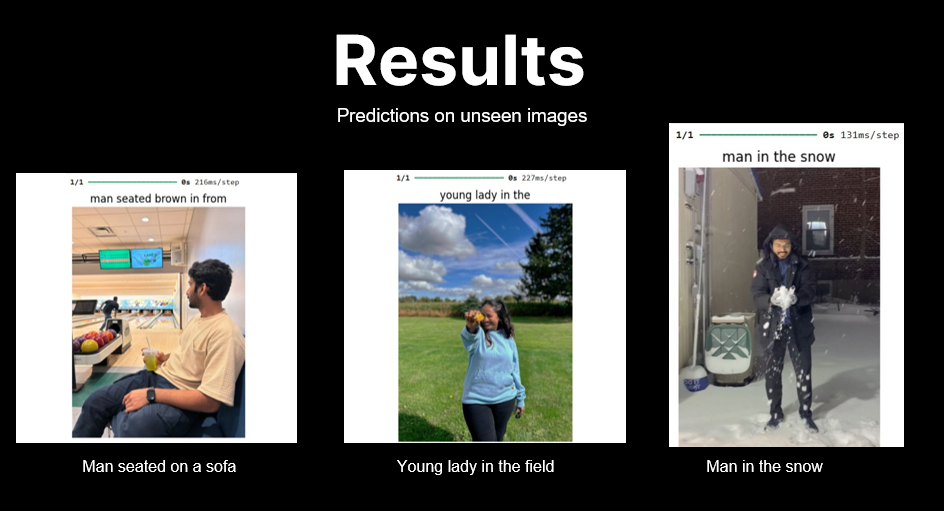 Results
Predictions on unseen images
1/1 0s 216ms/step
man seated brown in from
Man seated on a sofa
1/1 0s 227ms/step
young lady in the
Young lady in the field
1/1 0s 131ms/step
man in the snow
Man in the snow